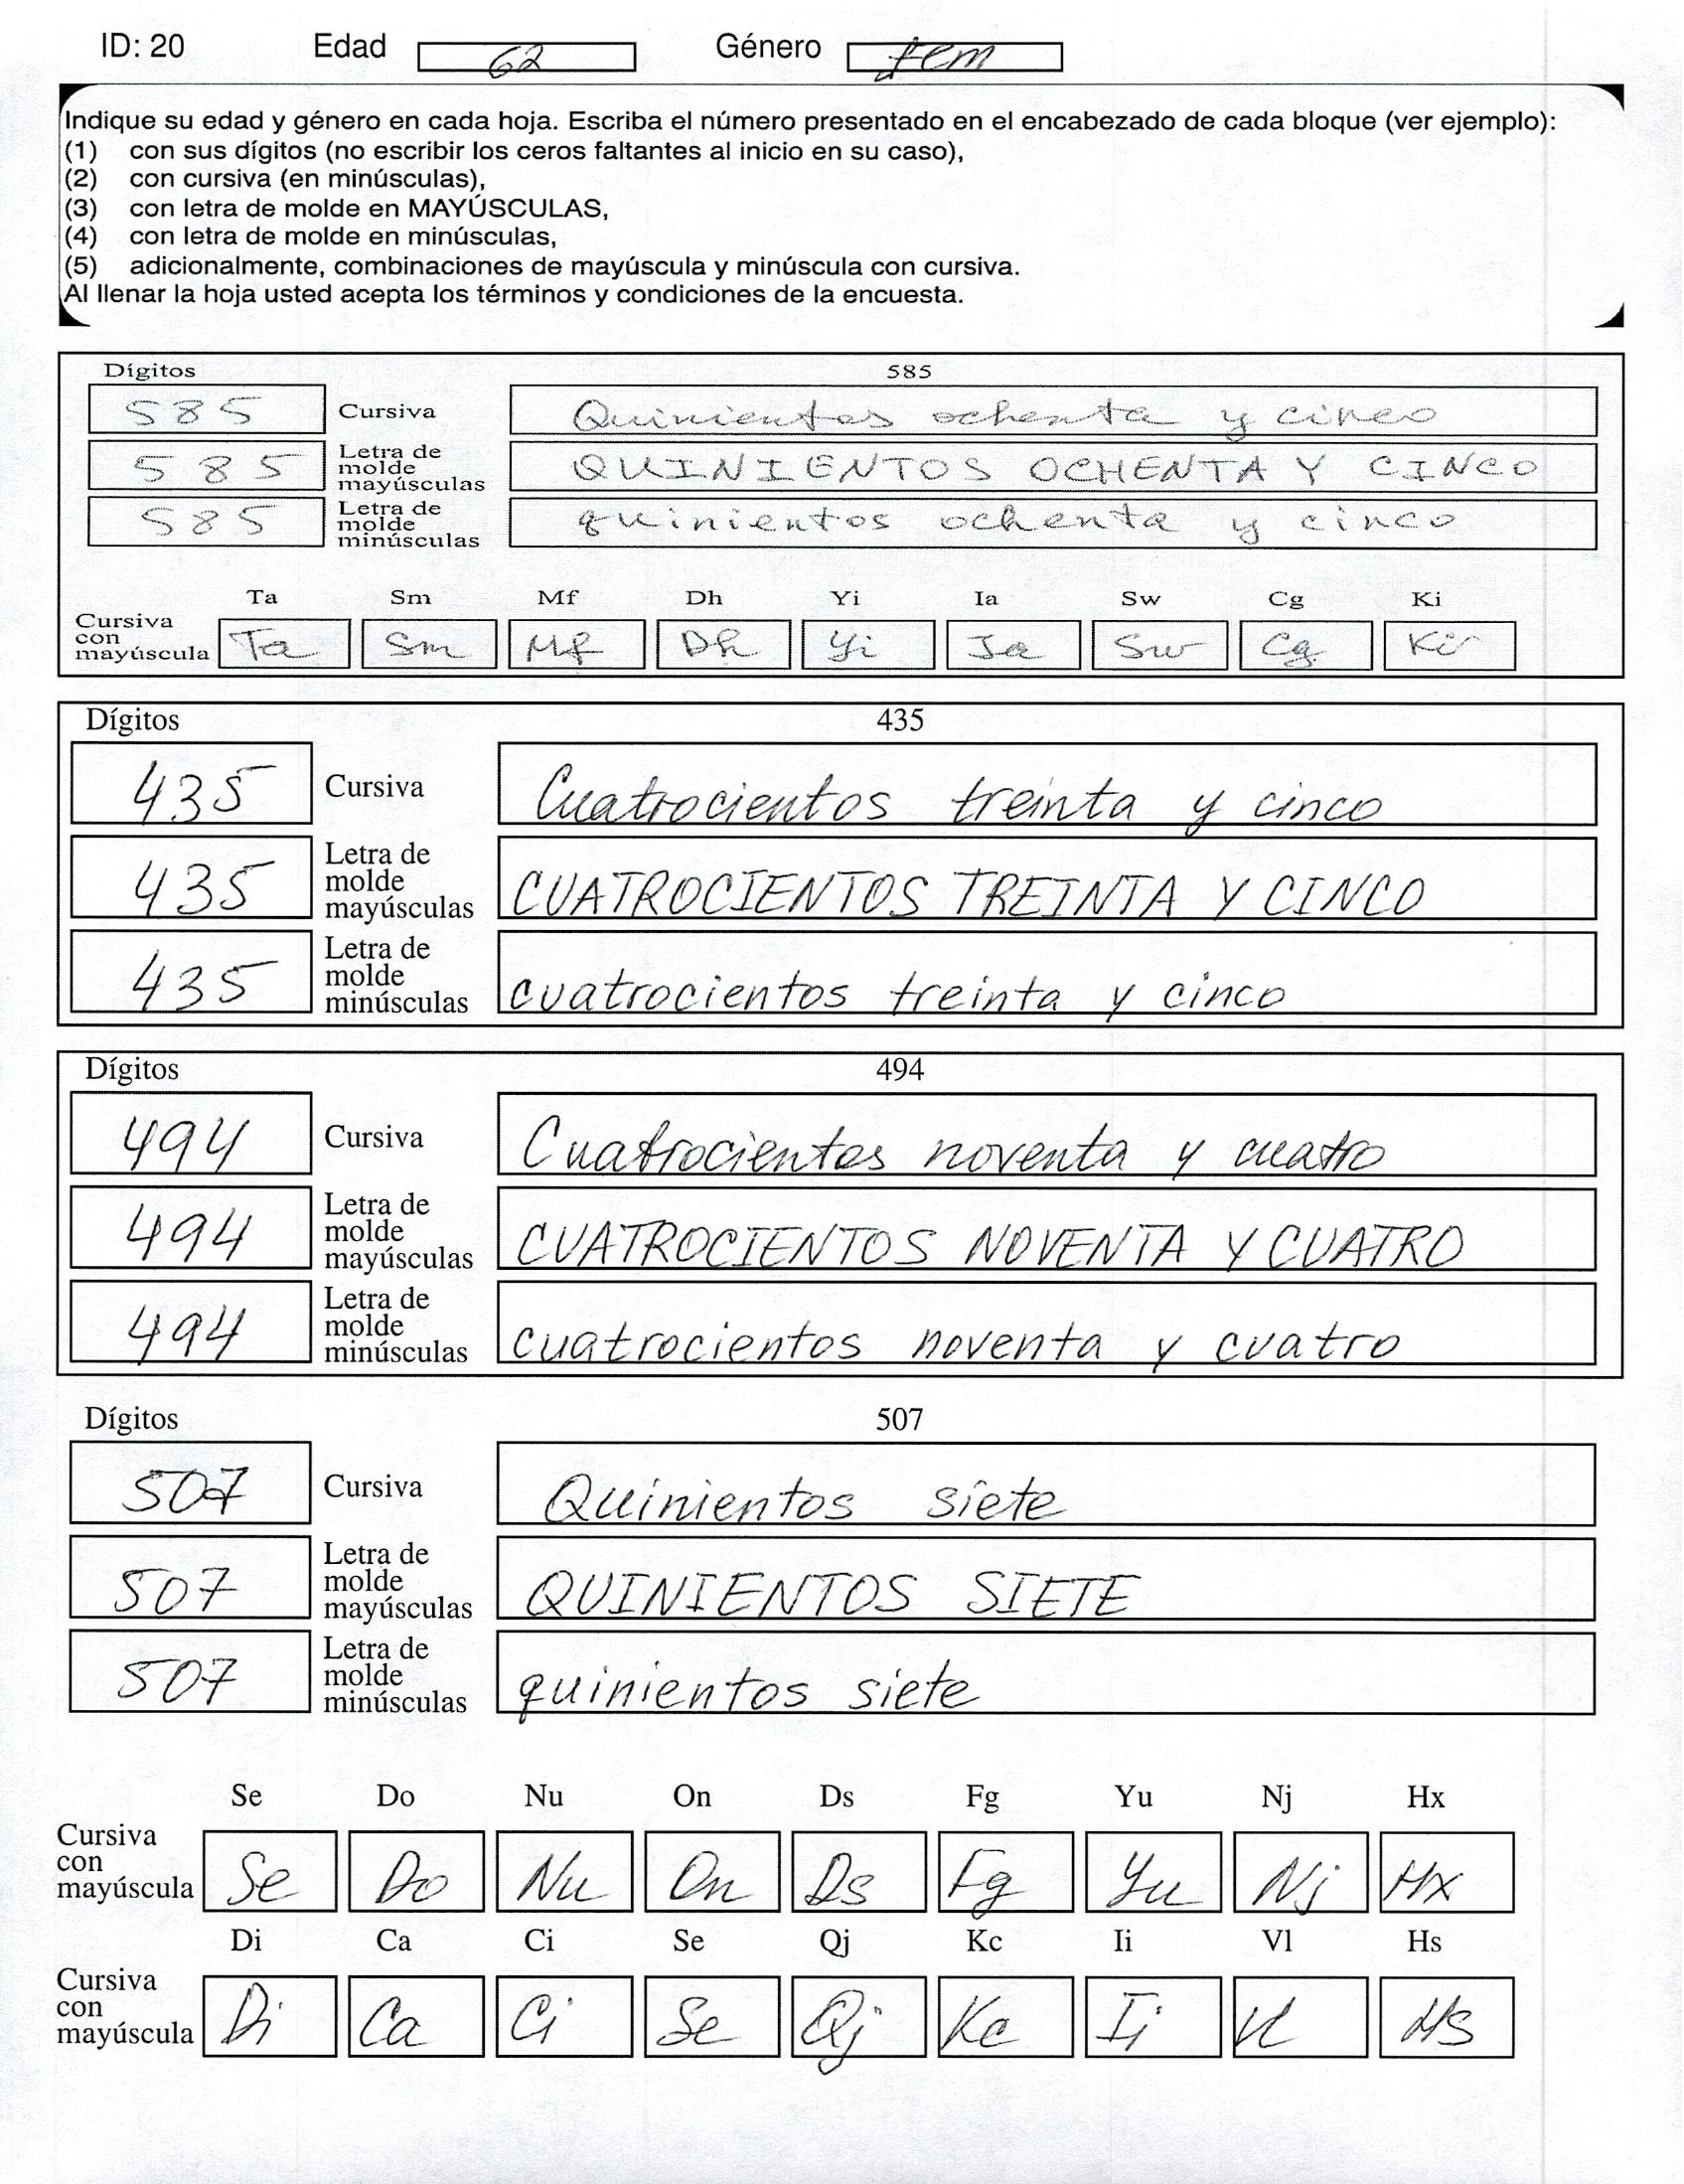 ID: 20 Edad 62 Género fem
Indique su edad y género en cada hoja. Escriba el número presentado en el encabezado de cada bloque (ver ejemplo):
(1) con sus dígitos (no escribir los ceros faltantes al inicio en su caso),
(2) con cursiva (en minúsculas),
(3) con letra de molde en MAYÚSCULAS,
(4) con letra de molde en minúsculas,
(5) adicionalmente, combinaciones de mayúscula y minúscula con cursiva.
Al llenar la hoja usted acepta los términos y condiciones de la encuesta.
Dígitos 585
585 Cursiva Quinientos ochenta y cinco
585 Letra de molde mayúsculas QUINIENTOS OCHENTA Y CINCO
585 Letra de molde minúsculas quinientos ochenta y cinco
Ta Sm Mf Dh Yi Ia Sw Cg Ki
Cursiva con mayúscula Ta Sm Mf Dh Yi Ia Sw Cg Ki
Dígitos 435
435 Cursiva Cuatrocientos treinta y cinco
435 Letra de molde mayúsculas CUATROCIENTOS TREINTA Y CINCO
435 Letra de molde minúsculas cuatrocientos treinta y cinco
Dígitos 494
494 Cursiva Cuatrocientos noventa y cuatro
494 Letra de molde mayúsculas CUATROCIENTOS NOVENTA Y CUATRO
494 Letra de molde minúsculas cuatrocientos noventa y cuatro
Dígitos 507
507 Cursiva Quinientos siete
507 Letra de molde mayúsculas QUINIENTOS SIETE
507 Letra de molde minúsculas quinientos siete
Se Do Nu On Ds Fg Yu Nj Hx
Cursiva con mayúscula Se Do Nu On Ds Fg Yu Nj Hx
Di Ca Ci Se Qj Kc Ii Vl Hs
Cursiva con mayúscula Di Ca Ci Se Qj Kc Ii Vl Hs